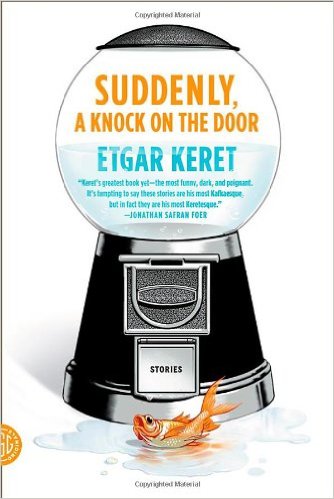 Copyrighted Material
SUDDENLY,
A KNOCK ON THE DOOR
ETGAR KERET
"Keret's greatest book yet—the most funny, dark, and poignant.
It's tempting to say these stories are his most Kafkaesque,
but in fact they are his most Keretesque."
—JONATHAN SAFRAN FOER
STORIES
Copyrighted Material